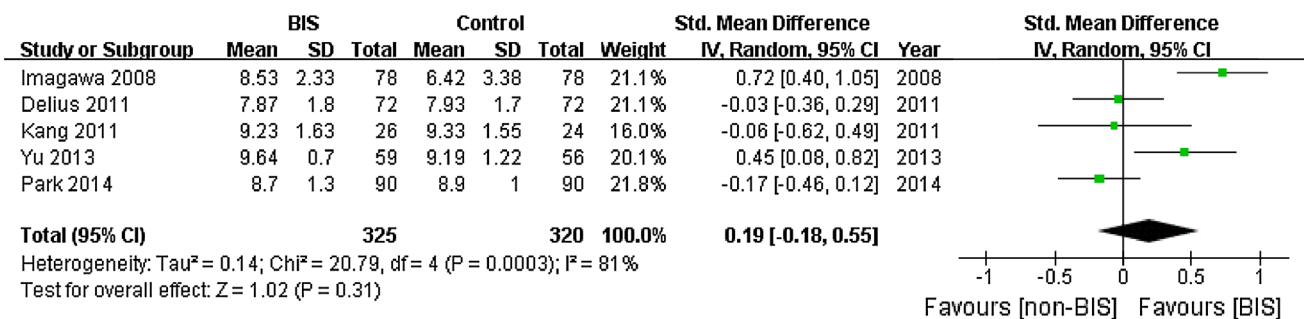 BIS Control Std. Mean Difference Std. Mean Difference
Study or Subgroup Mean SD Total Mean SD Total Weight IV, Random, 95% CI Year IV, Random, 95% CI
Imagawa 2008 8.53 2.33 78 6.42 3.38 78 21.1% 0.72 [0.40, 1.05] 2008
Delius 2011 7.87 1.8 72 7.93 1.7 72 21.1% -0.03 [-0.36, 0.29] 2011
Kang 2011 9.23 1.63 26 9.33 1.55 24 16.0% -0.06 [-0.62, 0.49] 2011
Yu 2013 9.64 0.7 59 9.19 1.22 56 20.1% 0.45 [0.08, 0.82] 2013
Park 2014 8.7 1.3 90 8.9 1 90 21.8% -0.17 [-0.46, 0.12] 2014
Total (95% CI) 325 320 100.0% 0.19 [-0.18, 0.55]
Heterogeneity: Tau² = 0.14; Chi² = 20.79, df = 4 (P = 0.0003); I² = 81%
Test for overall effect: Z = 1.02 (P = 0.31)
-1 -0.5 0 0.5 1
Favours [non-BIS] Favours [BIS]